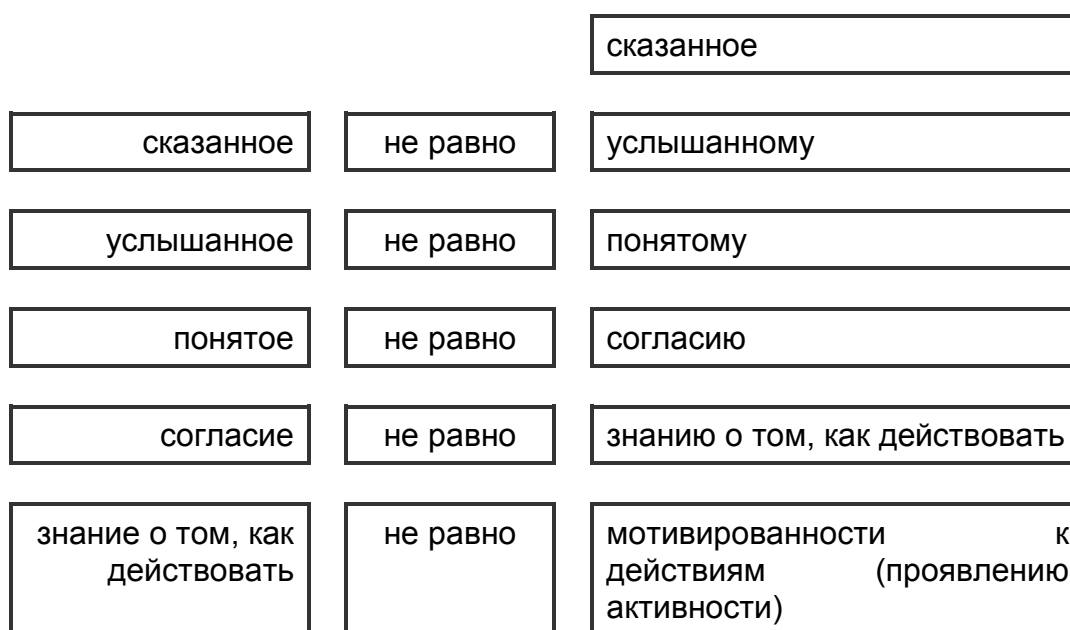 сказанное
сказанное не равно услышанному
услышанное не равно понятому
понятое не равно согласию
согласие не равно знанию о том, как действовать
знание о том, как не равно мотивированности к
действовать действиям (проявлению
активности)